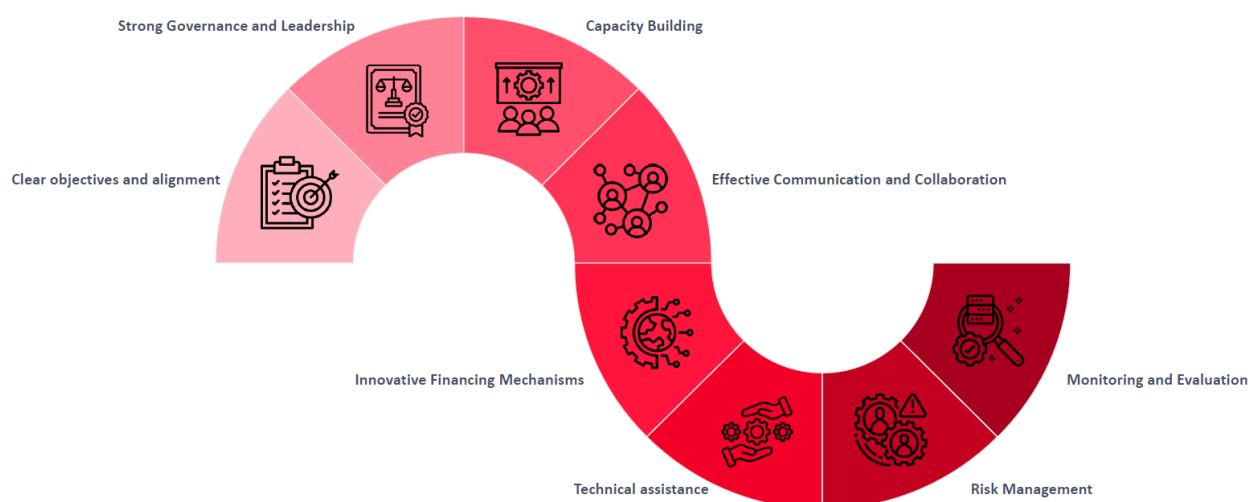 Strong Governance and Leadership
Capacity Building
Clear objectives and alignment
Effective Communication and Collaboration
Innovative Financing Mechanisms
Monitoring and Evaluation
Technical assistance
Risk Management